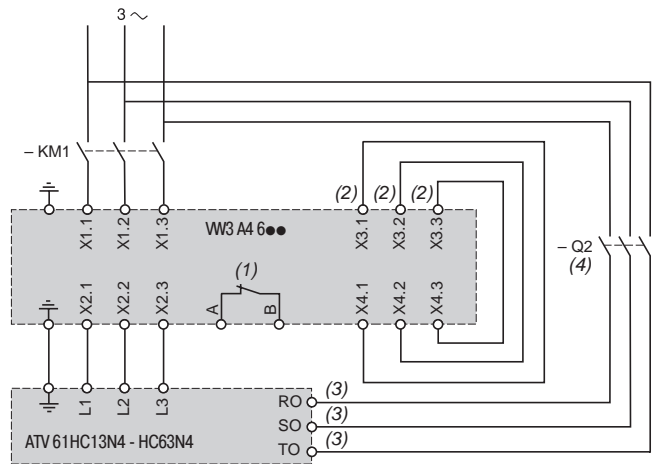 3 ~
– KM1
(2) (2) (2)
X1.1 X1.2 X1.3
VW3 A4 6●●
X3.1 X3.2 X3.3
– Q2
(4)
(1)
X2.1 X2.2 X2.3
A B
X4.1 X4.2 X4.3
L1 L2 L3
RO (3)
SO (3)
TO (3)
ATV 61HC13N4 - HC63N4